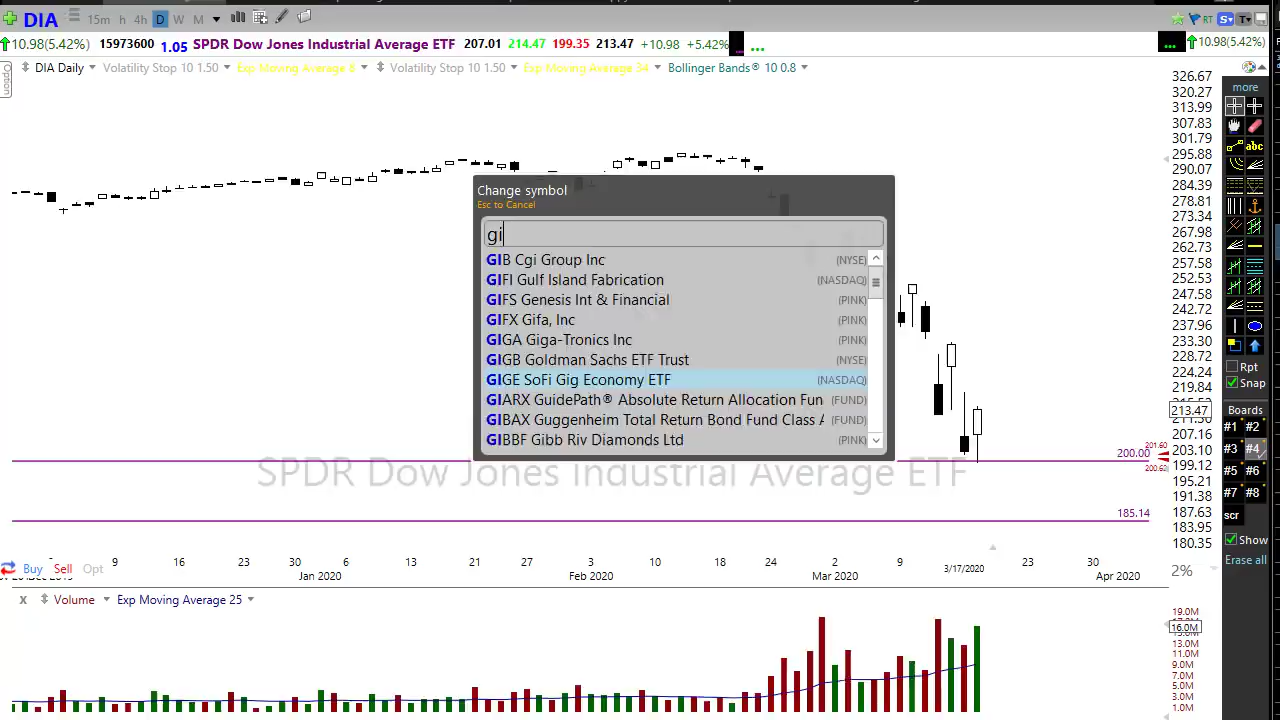 DIA 15m h 4h D W M RT S T
10.98(5.42%) 15973600 1.05 SPDR Dow Jones Industrial Average ETF 207.01 214.47 199.35 213.47 +10.98 +5.42% ... ... 10.98(5.42%)
Option
DIA Daily Volatility Stop 10 1.50 Exp Moving Average 8 Volatility Stop 10 1.50 Exp Moving Average 34 Bollinger Bands® 10 0.8
326.67
320.27
313.99
307.83
301.79
295.88
290.07
284.39
278.81
273.34
267.98
262.73
257.58
252.53
247.58
242.72
237.96
233.30
228.72
224.24
219.84
213.47
207.16
203.10
199.12
195.21
191.38
187.63
183.95
180.35
more
abc
Rpt
Snap
Boards
#1 #2
#3 #4
#5 #6
#7 #8
scr
Show
Erase all
Change symbol
Esc to Cancel
gi
GIB Cgi Group Inc (NYSE)
GIFI Gulf Island Fabrication (NASDAQ)
GIFS Genesis Int & Financial (PINK)
GIFX Gifa, Inc (PINK)
GIGA Giga-Tronics Inc (PINK)
GIGB Goldman Sachs ETF Trust (NYSE)
GIGE SoFi Gig Economy ETF (NASDAQ)
GIARX GuidePath® Absolute Return Allocation Fun (FUND)
GIBAX Guggenheim Total Return Bond Fund Class A (FUND)
GIBBF Gibb Riv Diamonds Ltd (PINK)
200.00 201.60
200.62
SPDR Dow Jones Industrial Average ETF
185.14
9 16 23 30 6 13 21 27 3 10 18 24 2 9 3/17/2020 23 30
Jan 2020 Feb 2020 Mar 2020 Apr 2020
Buy Sell Opt
2%
x Volume Exp Moving Average 25
19.0M
16.0M
13.0M
11.0M
9.0M
7.0M
5.0M
3.0M
1.0M